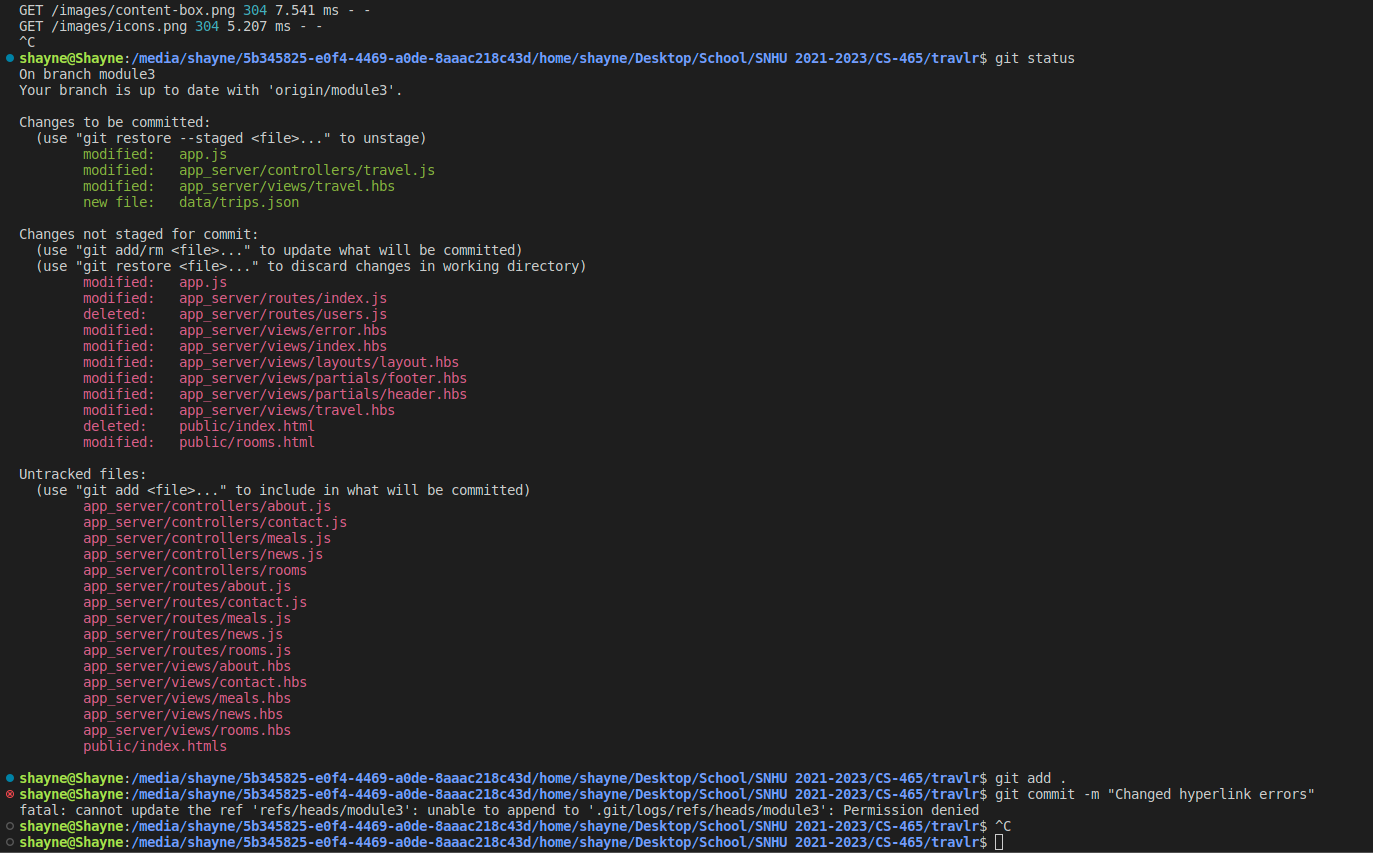 GET /images/content-box.png 304 7.541 ms - -
GET /images/icons.png 304 5.207 ms - -
^C
shayne@Shayne:/media/shayne/5b345825-e0f4-4469-a0de-8aaac218c43d/home/shayne/Desktop/School/SNHU 2021-2023/CS-465/travlr$ git status
On branch module3
Your branch is up to date with 'origin/module3'.

Changes to be committed:
  (use "git restore --staged <file>..." to unstage)
        modified:   app.js
        modified:   app_server/controllers/travel.js
        modified:   app_server/views/travel.hbs
        new file:   data/trips.json

Changes not staged for commit:
  (use "git add/rm <file>..." to update what will be committed)
  (use "git restore <file>..." to discard changes in working directory)
        modified:   app.js
        modified:   app_server/routes/index.js
        deleted:    app_server/routes/users.js
        modified:   app_server/views/error.hbs
        modified:   app_server/views/index.hbs
        modified:   app_server/views/layouts/layout.hbs
        modified:   app_server/views/partials/footer.hbs
        modified:   app_server/views/partials/header.hbs
        modified:   app_server/views/travel.hbs
        deleted:    public/index.html
        modified:   public/rooms.html

Untracked files:
  (use "git add <file>..." to include in what will be committed)
        app_server/controllers/about.js
        app_server/controllers/contact.js
        app_server/controllers/meals.js
        app_server/controllers/news.js
        app_server/controllers/rooms
        app_server/routes/about.js
        app_server/routes/contact.js
        app_server/routes/meals.js
        app_server/routes/news.js
        app_server/routes/rooms.js
        app_server/views/about.hbs
        app_server/views/contact.hbs
        app_server/views/meals.hbs
        app_server/views/news.hbs
        app_server/views/rooms.hbs
        public/index.htmls

shayne@Shayne:/media/shayne/5b345825-e0f4-4469-a0de-8aaac218c43d/home/shayne/Desktop/School/SNHU 2021-2023/CS-465/travlr$ git add .
shayne@Shayne:/media/shayne/5b345825-e0f4-4469-a0de-8aaac218c43d/home/shayne/Desktop/School/SNHU 2021-2023/CS-465/travlr$ git commit -m "Changed hyperlink errors"
fatal: cannot update the ref 'refs/heads/module3': unable to append to '.git/logs/refs/heads/module3': Permission denied
shayne@Shayne:/media/shayne/5b345825-e0f4-4469-a0de-8aaac218c43d/home/shayne/Desktop/School/SNHU 2021-2023/CS-465/travlr$ ^C
shayne@Shayne:/media/shayne/5b345825-e0f4-4469-a0de-8aaac218c43d/home/shayne/Desktop/School/SNHU 2021-2023/CS-465/travlr$